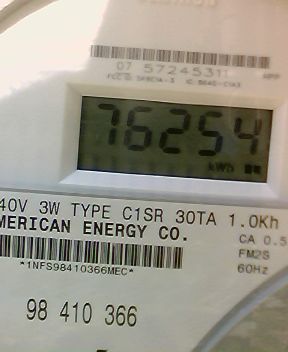 07 57245311
76254
kWh
40V 3W TYPE C1SR 30TA 1.0Kh
MERICAN ENERGY CO.
CA 0.5
FM2S
60Hz
*1NFS98410366MEC*
98 410 366